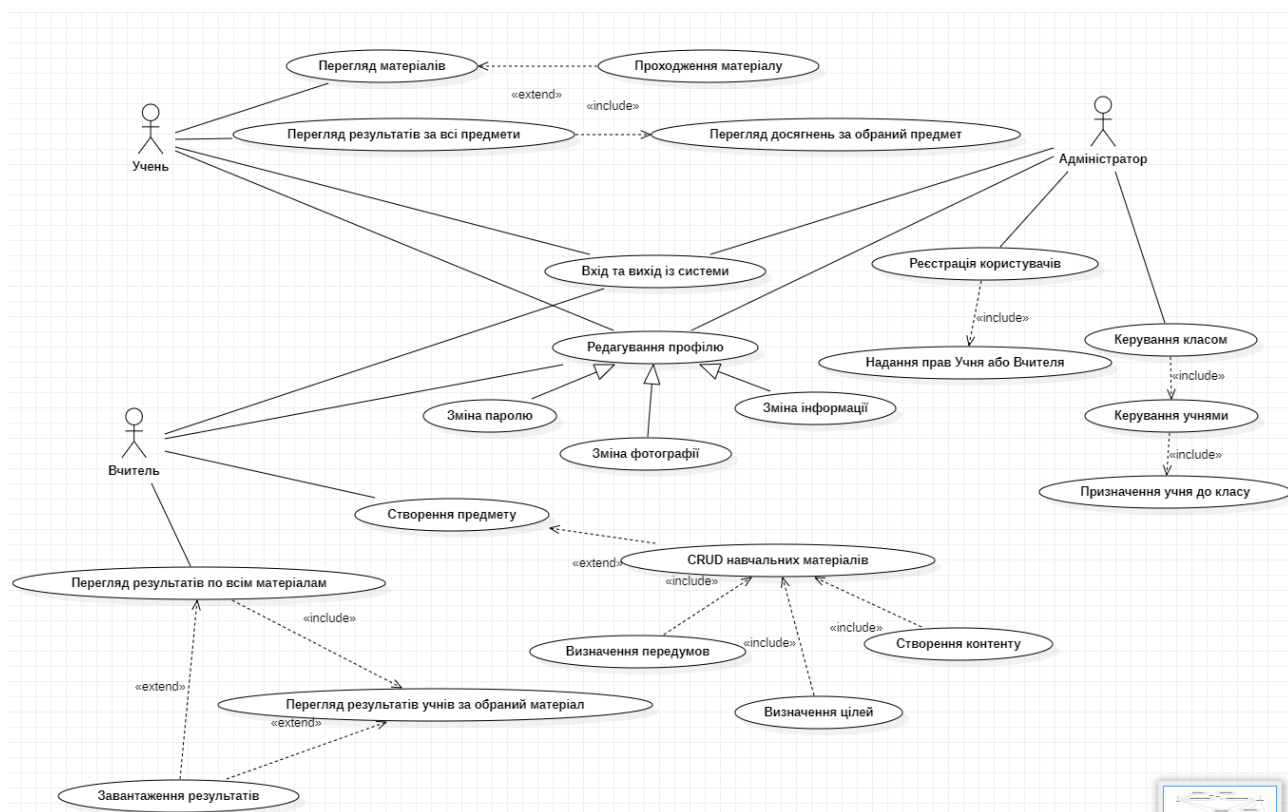 Перегляд матеріалів
Проходження матеріалу
«extend»
«include»
Перегляд результатів за всі предмети
Перегляд досягнень за обраний предмет
Учень
Адміністратор
Вхід та вихід із системи
Реєстрація користувачів
«include»
Редагування профілю
Надання прав Учня або Вчителя
Керування класом
«include»
Зміна паролю
Зміна інформації
Керування учнями
Зміна фотографії
«include»
Вчитель
Призначення учня до класу
Створення предмету
«extend»
CRUD навчальних матеріалів
Перегляд результатів по всім матеріалам
«include»
«include»
«include»
«include»
Визначення передумов
Створення контенту
«extend»
Перегляд результатів учнів за обраний матеріал
Визначення цілей
«extend»
Завантаження результатів